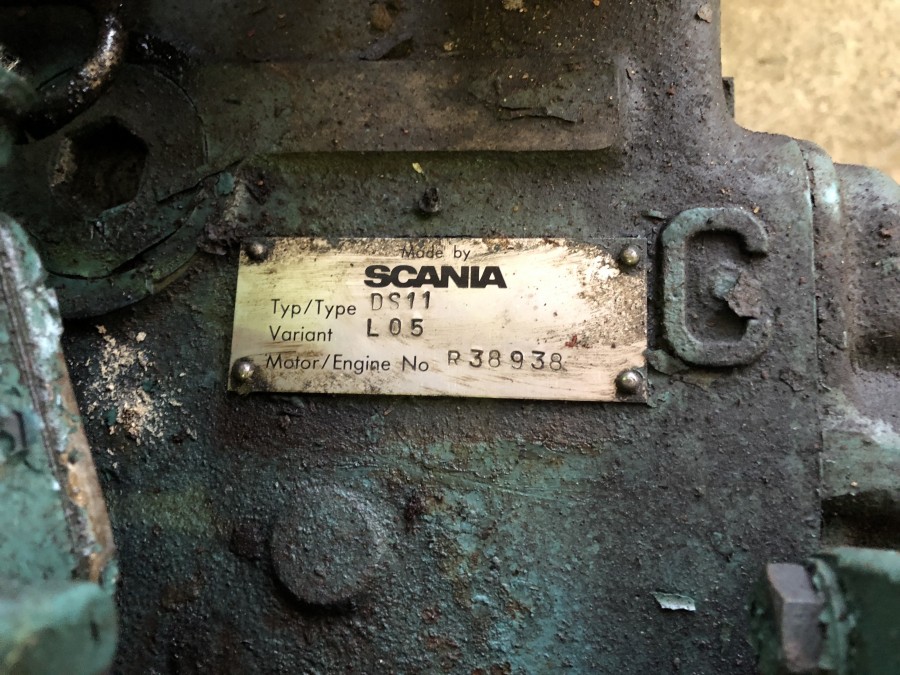 Made by
SCANIA
Typ/Type DS11
Variant L05
Motor/Engine No R38938
C